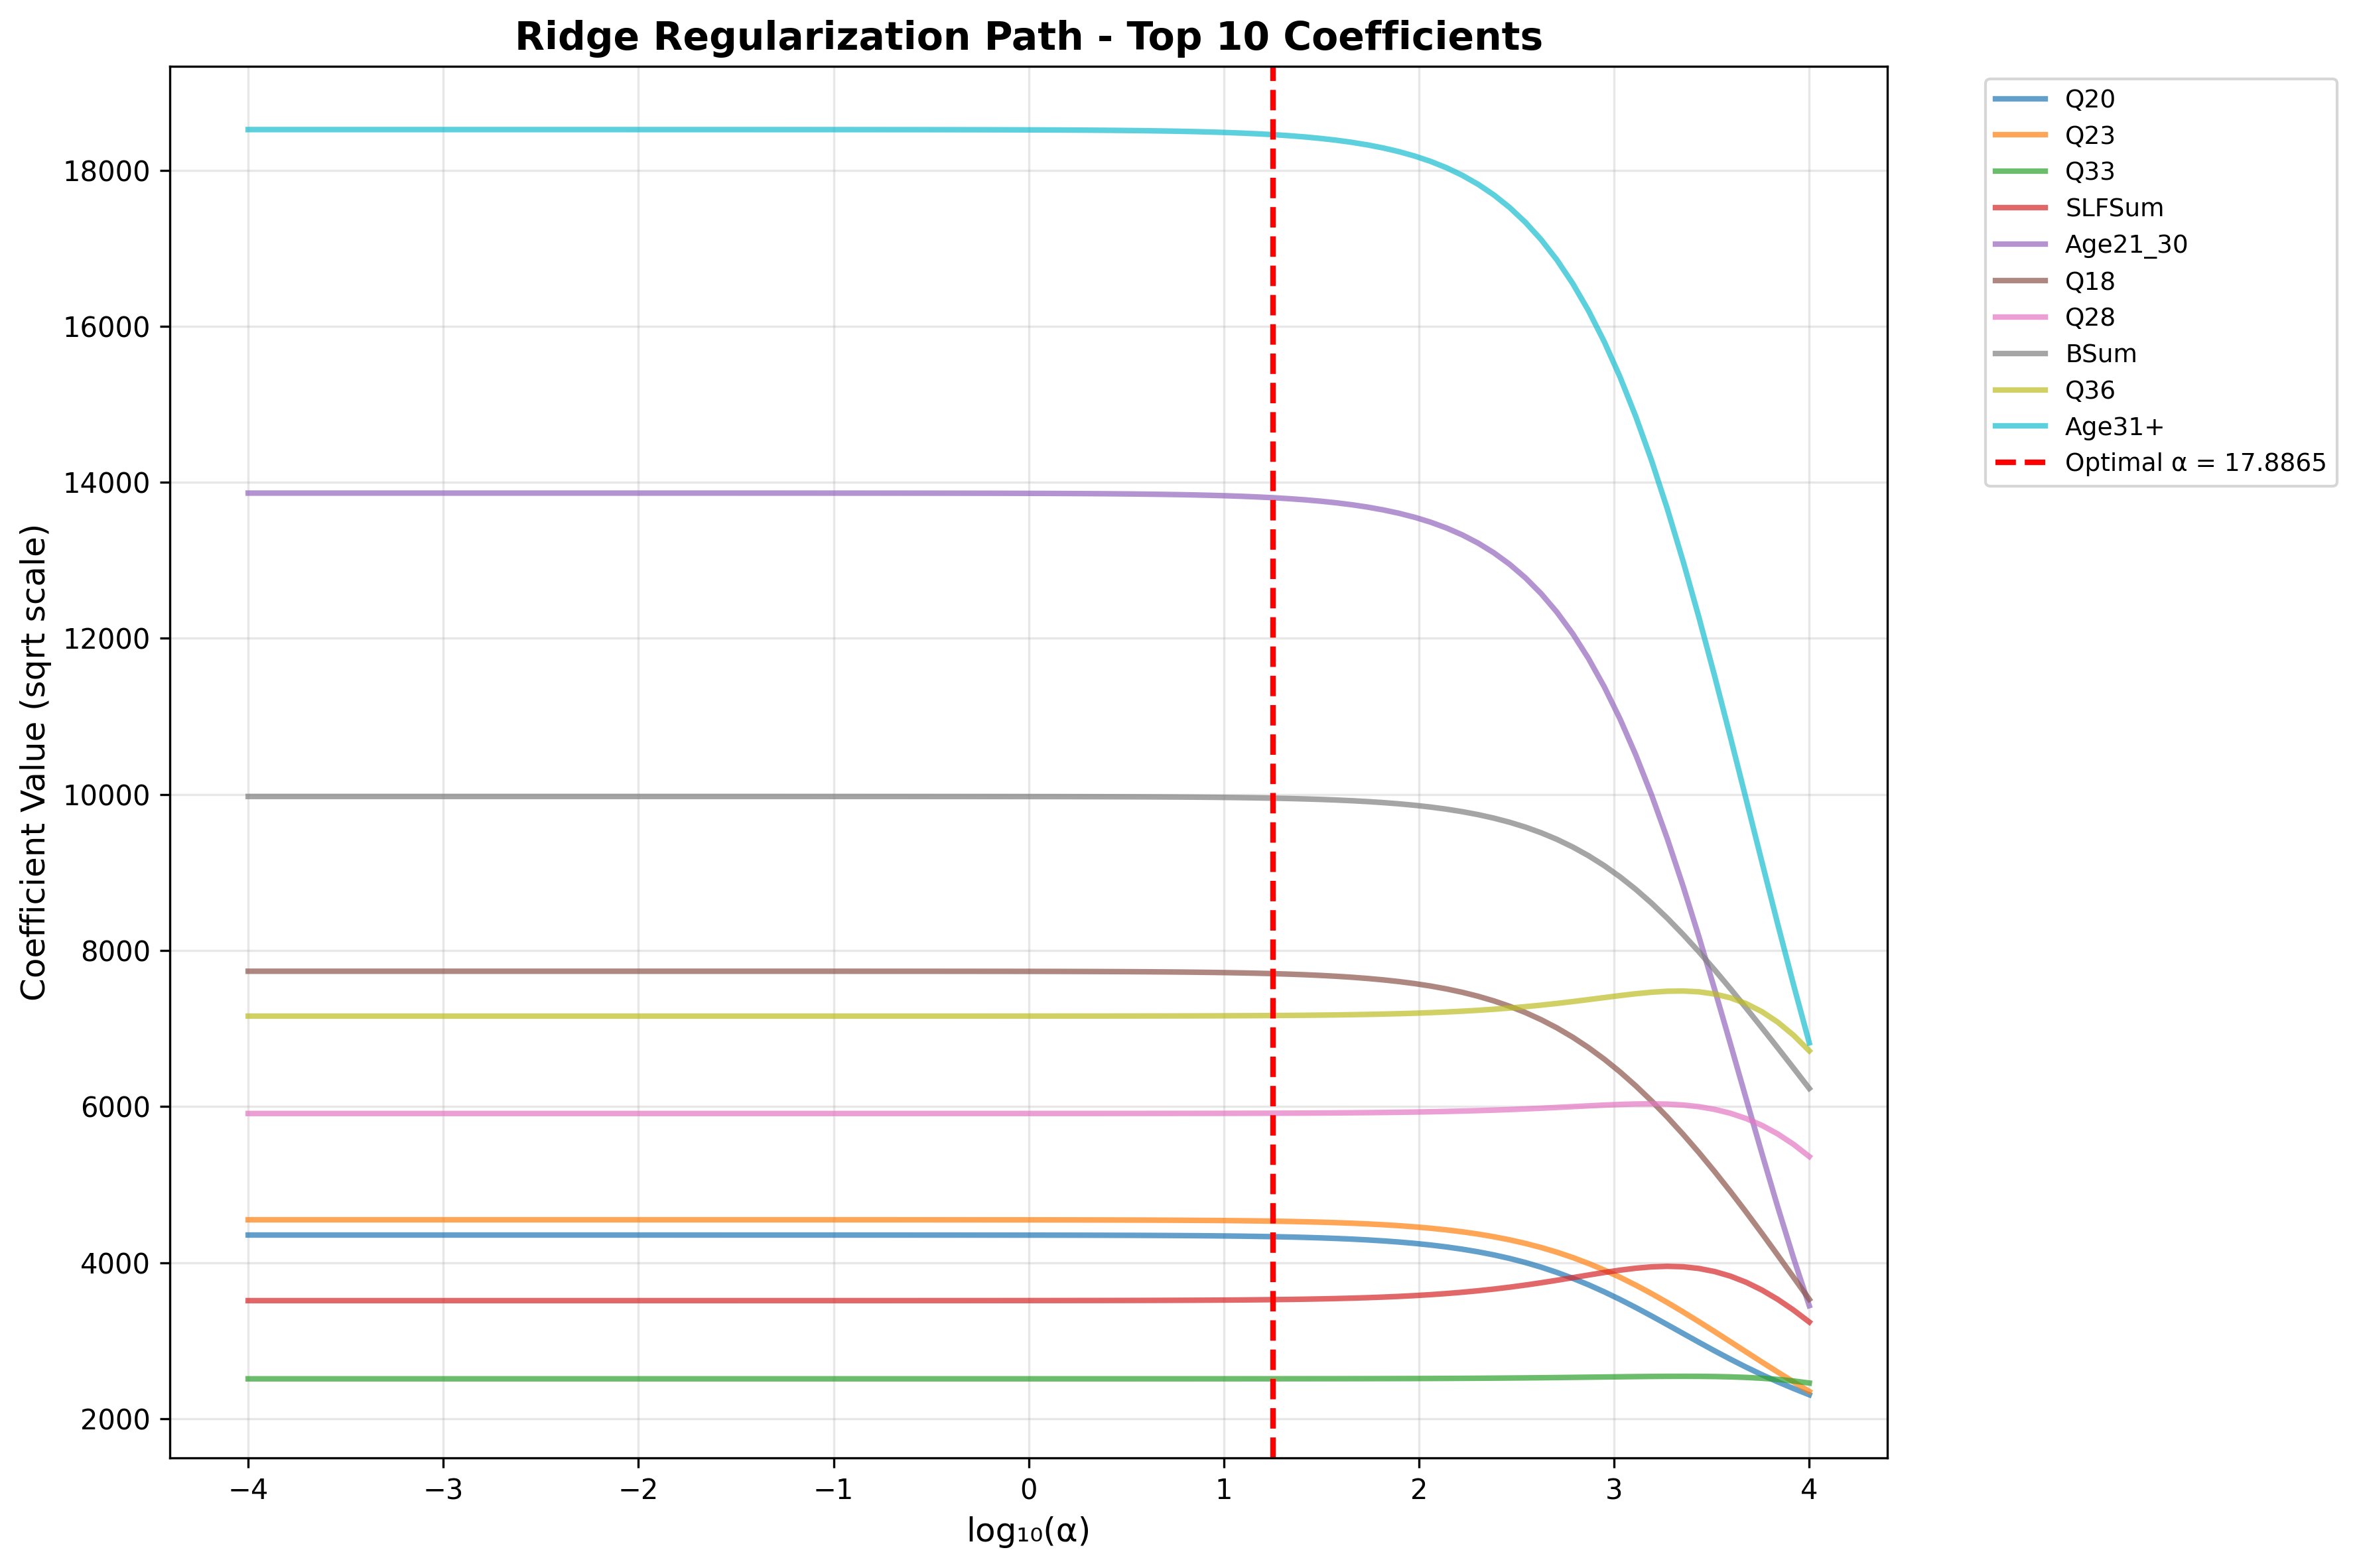 Ridge Regularization Path - Top 10 Coefficients
Coefficient Value (sqrt scale)
18000
16000
14000
12000
10000
8000
6000
4000
2000
−4
−3
−2
−1
0
1
2
3
4
log₁₀(α)
Q20
Q23
Q33
SLFSum
Age21_30
Q18
Q28
BSum
Q36
Age31+
Optimal α = 17.8865